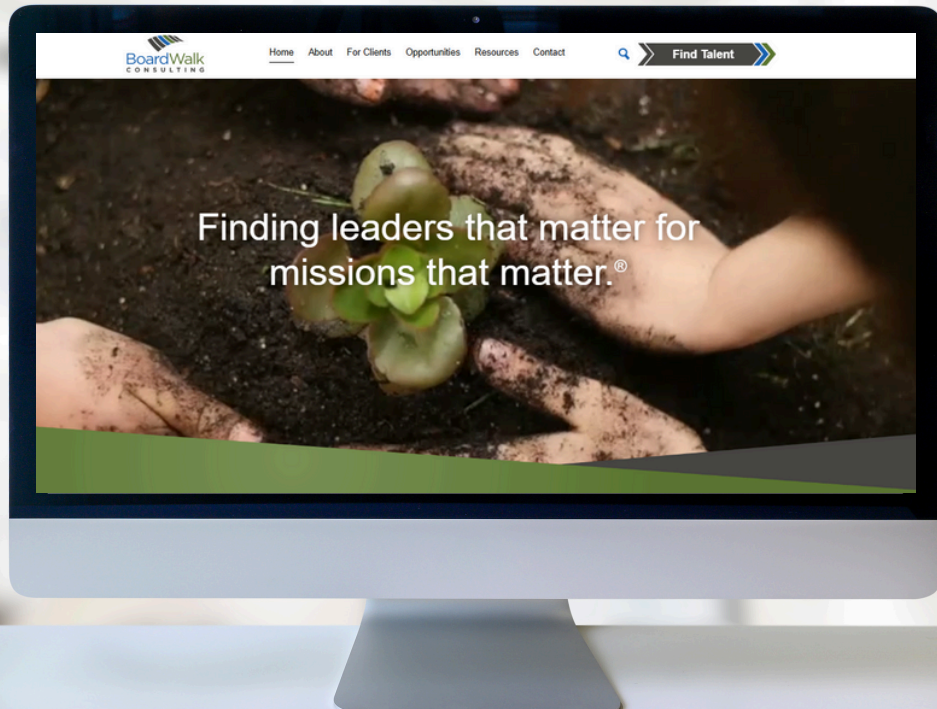 BoardWalk
CONSULTING
Home About For Clients Opportunities Resources Contact
Find Talent
Finding leaders that matter for
missions that matter.®